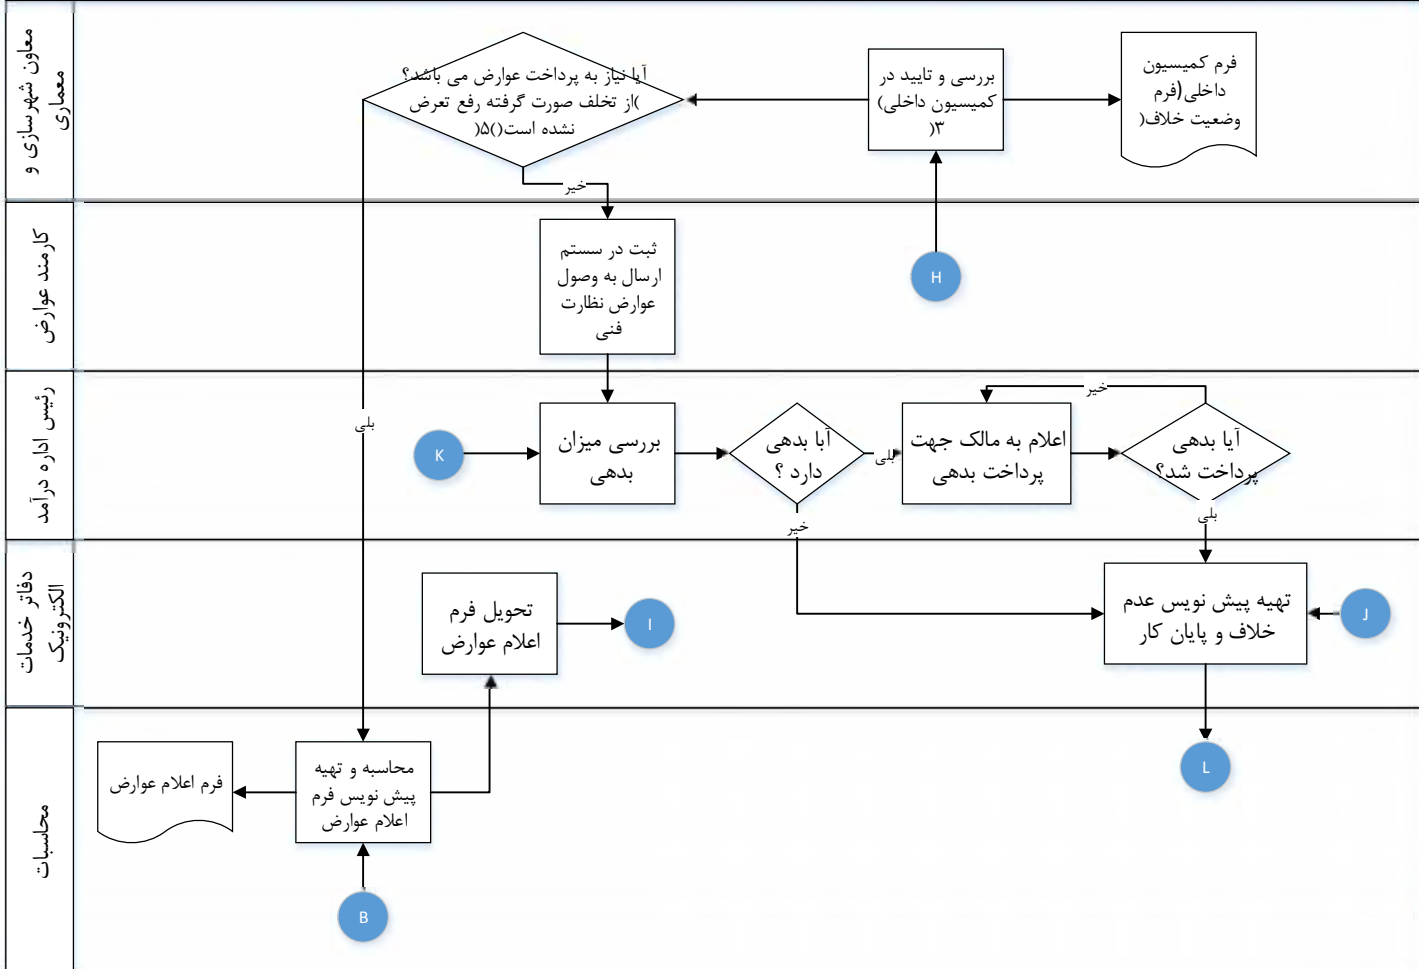 معاون شهرسازی و
معماری
آیا نیاز به پرداخت عوارض می باشد؟
)از تخلف صورت گرفته رفع تعرض
نشده است()۵(
بررسی و تایید در
کمیسیون داخلی)
۳(
فرم کمیسیون
داخلی(فرم
وضعیت خلاف(
خیر
کارمند عوارض
ثبت در سستم
ارسال به وصول
عوارض نظارت
فنی
H
رئیس اداره درآمد
بلی
K
بررسی میزان
بدهی
آبا بدهی
دارد ؟
بلی
اعلام به مالک جهت
پرداخت بدهی
خیر
آیا بدهی
پرداخت شد؟
خیر
بلی
دفاتر خدمات
الکترونیک
تحویل فرم
اعلام عوارض
I
تهیه پیش نویس عدم
خلاف و پایان کار
J
محاسبات
فرم اعلام عوارض
محاسبه و تهیه
پیش نویس فرم
اعلام عوارض
L
B